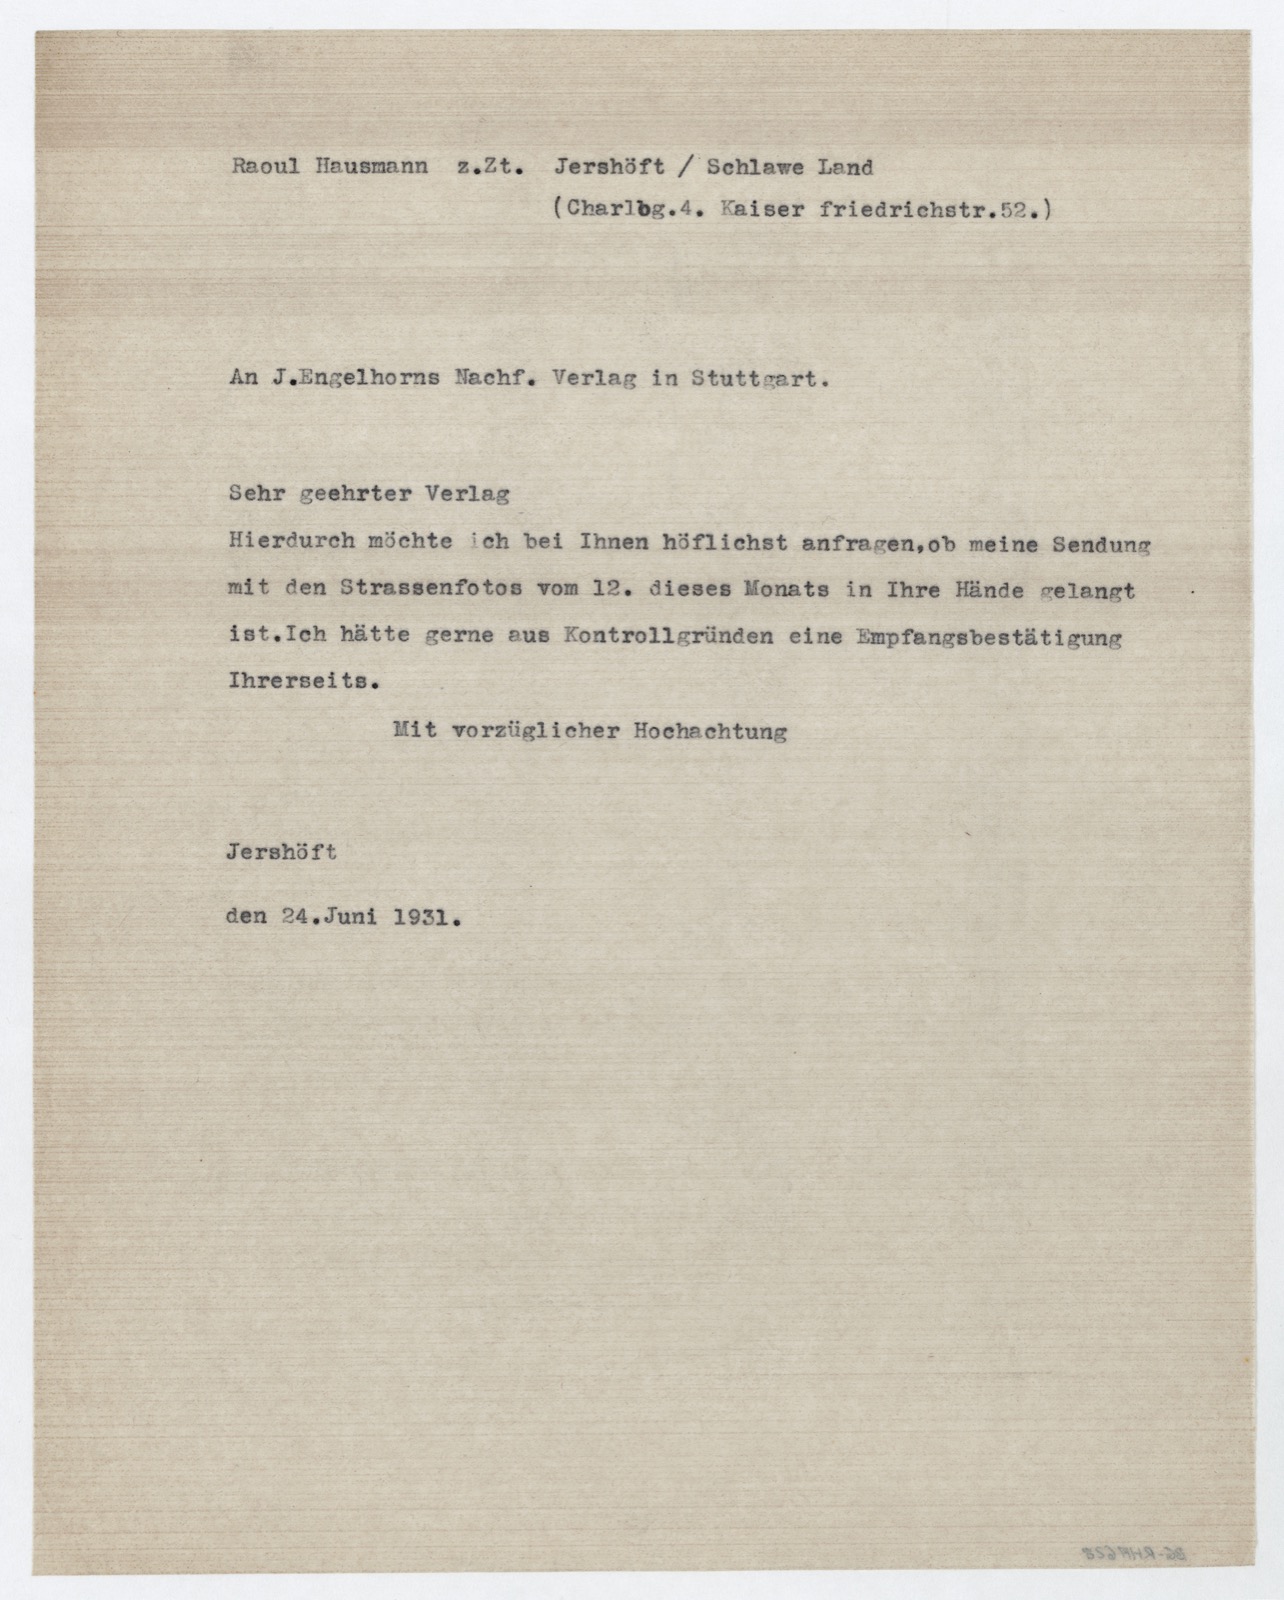 Raoul Hausmann z.Zt. Jershöft / Schlawe Land
(Charlbg.4. Kaiser friedrichstr.52.)
An J.Engelhorns Nachf. Verlag in Stuttgart.
Sehr geehrter Verlag
Hierdurch möchte ich bei Ihnen höflichst anfragen,ob meine Sendung
mit den Strassenfotos vom 12. dieses Monats in Ihre Hände gelangt
ist.Ich hätte gerne aus Kontrollgründen eine Empfangsbestätigung
Ihrerseits.
Mit vorzüglicher Hochachtung
Jershöft
den 24.Juni 1931.